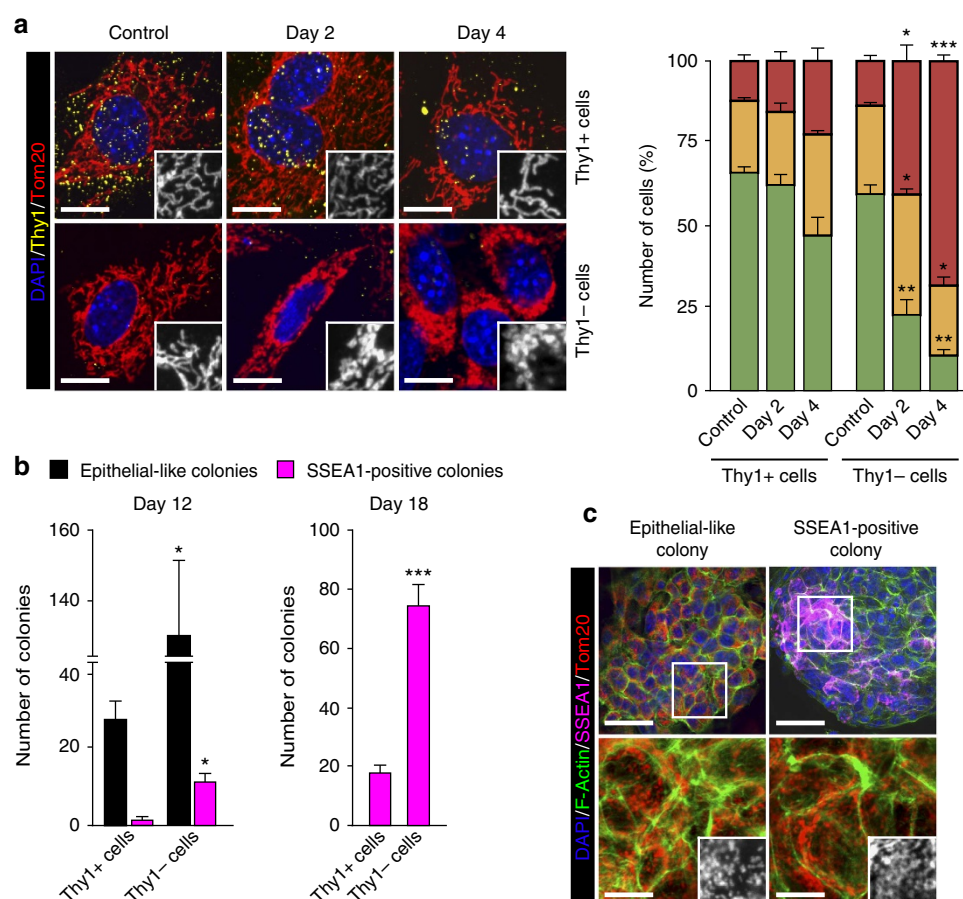 a
Control
Day 2
Day 4
DAPI/Thy1/Tom20
Thy1+ cells
Thy1– cells
Number of cells (%)
100
75
50
25
0
*
***
*
*
**
**
Control
Day 2
Day 4
Control
Day 2
Day 4
Thy1+ cells
Thy1– cells
b
Epithelial-like colonies
SSEA1-positive colonies
Day 12
Number of colonies
160
140
40
20
0
*
*
Thy1+ cells
Thy1– cells
Day 18
Number of colonies
100
80
60
40
20
0
***
Thy1+ cells
Thy1– cells
c
Epithelial-like
colony
SSEA1-positive
colony
DAPI/F-Actin/SSEA1/Tom20